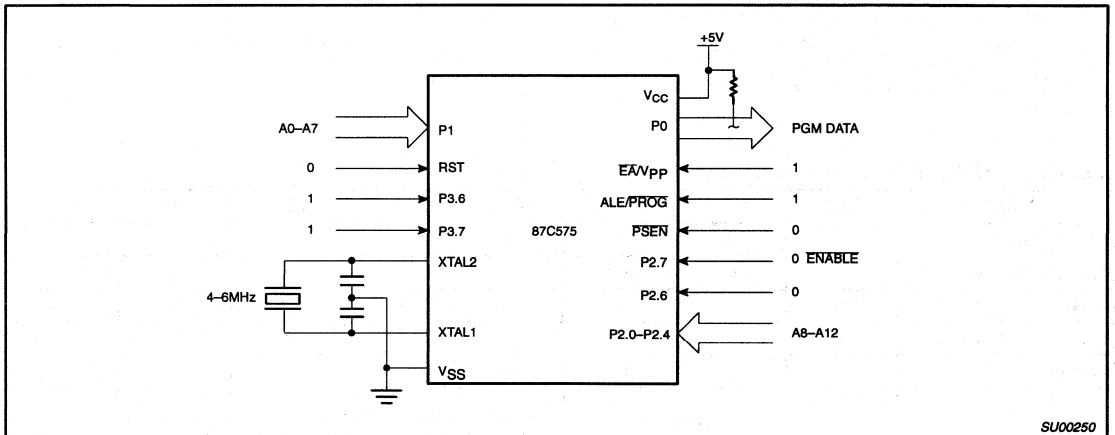 +5V
VCC
A0–A7
P1
P0
PGM DATA
0
RST
EA/VPP
1
1
P3.6
ALE/PROG
1
1
P3.7
87C575
PSEN
0
XTAL2
P2.7
0 ENABLE
4–6MHz
P2.6
0
XTAL1
P2.0–P2.4
A8–A12
VSS
SU00250